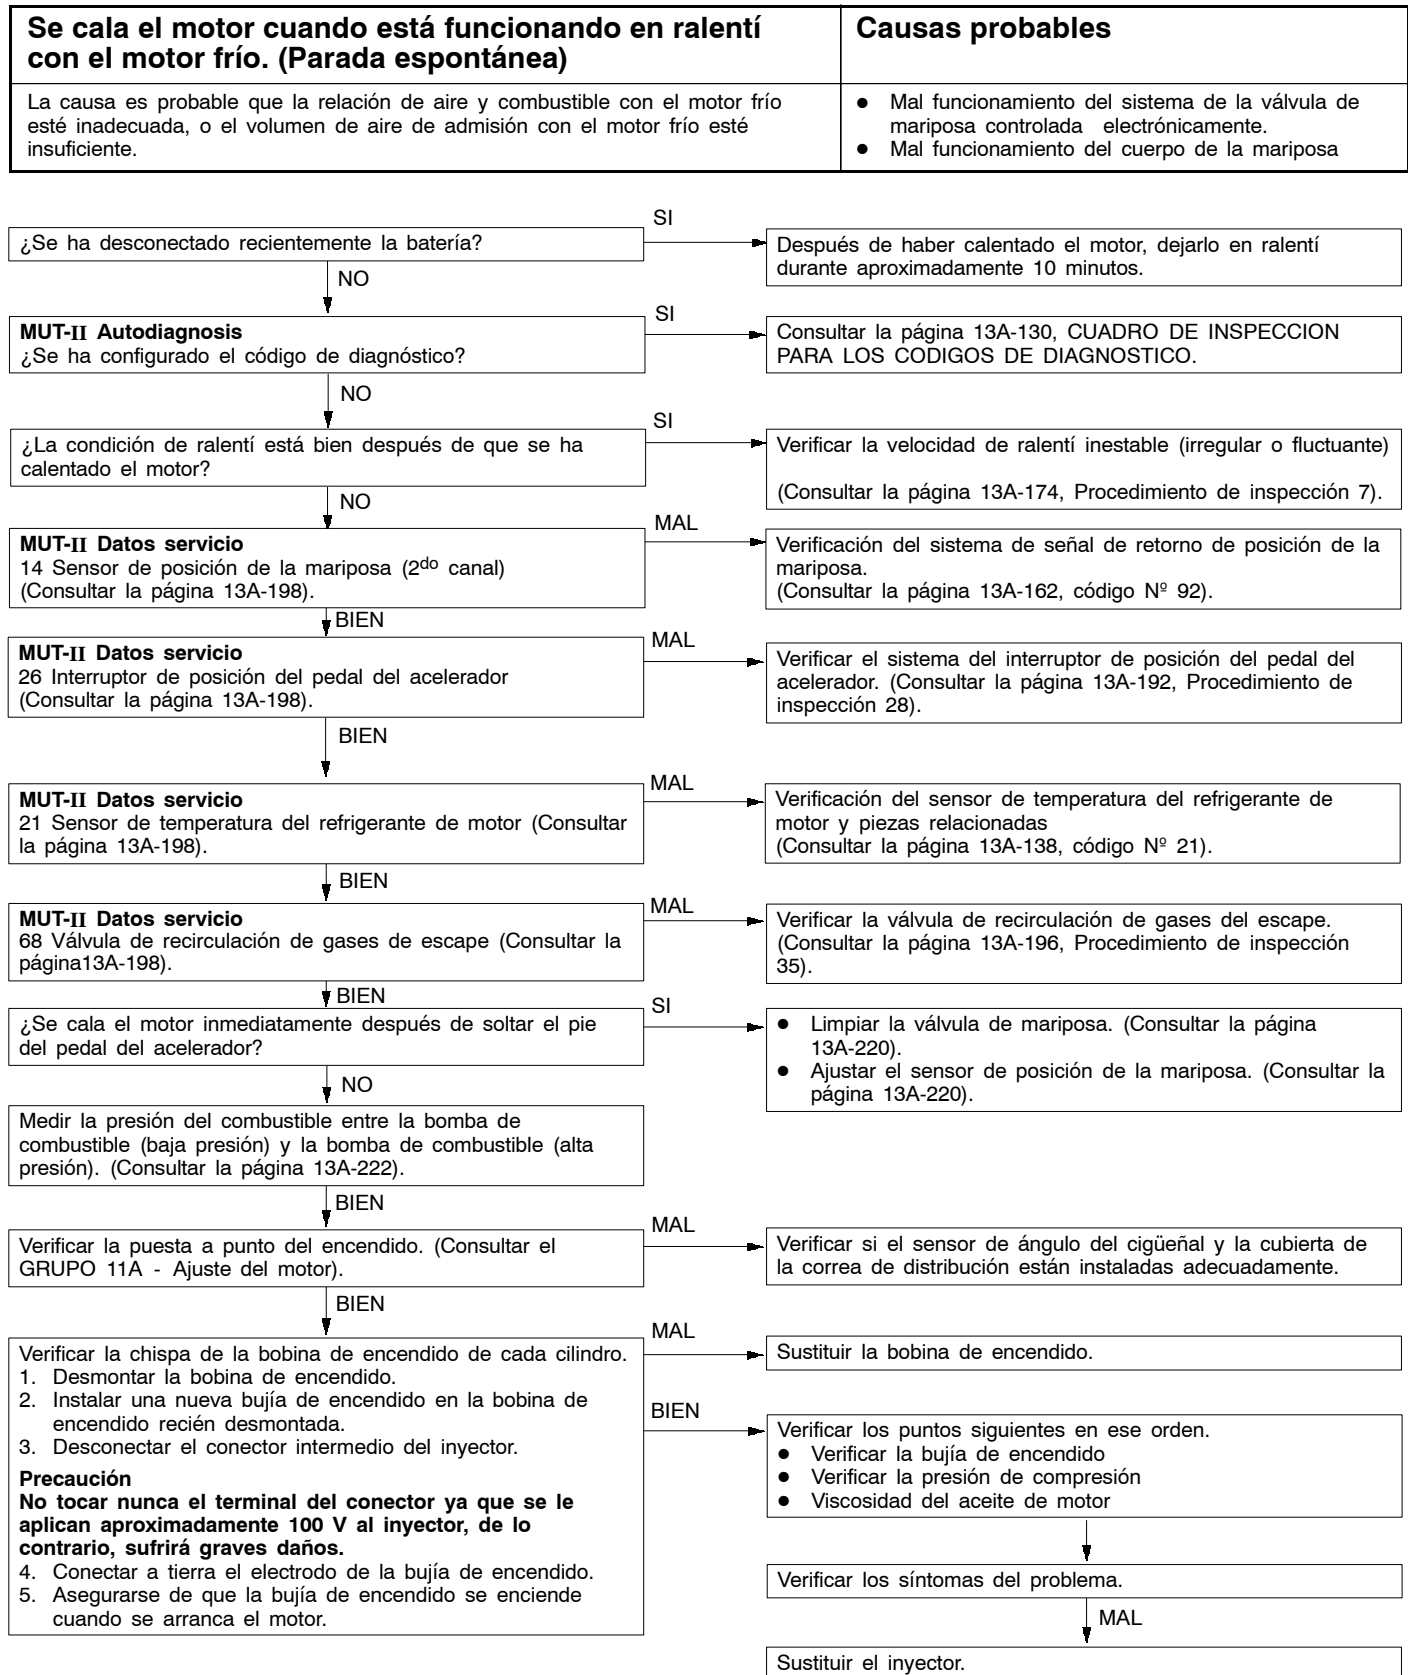 Se cala el motor cuando está funcionando en ralentí
con el motor frío. (Parada espontánea)
Causas probables
La causa es probable que la relación de aire y combustible con el motor frío
esté inadecuada, o el volumen de aire de admisión con el motor frío esté
insuficiente.
● Mal funcionamiento del sistema de la válvula de
mariposa controlada electrónicamente.
● Mal funcionamiento del cuerpo de la mariposa
¿Se ha desconectado recientemente la batería?
SI
Después de haber calentado el motor, dejarlo en ralentí
durante aproximadamente 10 minutos.
NO
MUT-II Autodiagnosis
¿Se ha configurado el código de diagnóstico?
SI
Consultar la página 13A-130, CUADRO DE INSPECCION
PARA LOS CODIGOS DE DIAGNOSTICO.
NO
¿La condición de ralentí está bien después de que se ha
calentado el motor?
SI
Verificar la velocidad de ralentí inestable (irregular o fluctuante)
(Consultar la página 13A-174, Procedimiento de inspección 7).
NO
MUT-II Datos servicio
14 Sensor de posición de la mariposa (2do canal)
(Consultar la página 13A-198).
MAL
Verificación del sistema de señal de retorno de posición de la
mariposa.
(Consultar la página 13A-162, código Nº 92).
BIEN
MUT-II Datos servicio
26 Interruptor de posición del pedal del acelerador
(Consultar la página 13A-198).
MAL
Verificar el sistema del interruptor de posición del pedal del
acelerador. (Consultar la página 13A-192, Procedimiento de
inspección 28).
BIEN
MUT-II Datos servicio
21 Sensor de temperatura del refrigerante de motor (Consultar
la página 13A-198).
MAL
Verificación del sensor de temperatura del refrigerante de
motor y piezas relacionadas
(Consultar la página 13A-138, código Nº 21).
BIEN
MUT-II Datos servicio
68 Válvula de recirculación de gases de escape (Consultar la
página13A-198).
MAL
Verificar la válvula de recirculación de gases del escape.
(Consultar la página 13A-196, Procedimiento de inspección
35).
BIEN
¿Se cala el motor inmediatamente después de soltar el pie
del pedal del acelerador?
SI
● Limpiar la válvula de mariposa. (Consultar la página
13A-220).
● Ajustar el sensor de posición de la mariposa. (Consultar la
página 13A-220).
NO
Medir la presión del combustible entre la bomba de
combustible (baja presión) y la bomba de combustible (alta
presión). (Consultar la página 13A-222).
BIEN
Verificar la puesta a punto del encendido. (Consultar el
GRUPO 11A - Ajuste del motor).
MAL
Verificar si el sensor de ángulo del cigüeñal y la cubierta de
la correa de distribución están instaladas adecuadamente.
BIEN
Verificar la chispa de la bobina de encendido de cada cilindro.
1. Desmontar la bobina de encendido.
2. Instalar una nueva bujía de encendido en la bobina de
encendido recién desmontada.
3. Desconectar el conector intermedio del inyector.
Precaución
No tocar nunca el terminal del conector ya que se le
aplican aproximadamente 100 V al inyector, de lo
contrario, sufrirá graves daños.
4. Conectar a tierra el electrodo de la bujía de encendido.
5. Asegurarse de que la bujía de encendido se enciende
cuando se arranca el motor.
MAL
Sustituir la bobina de encendido.
BIEN
Verificar los puntos siguientes en ese orden.
● Verificar la bujía de encendido
● Verificar la presión de compresión
● Viscosidad del aceite de motor
Verificar los síntomas del problema.
MAL
Sustituir el inyector.